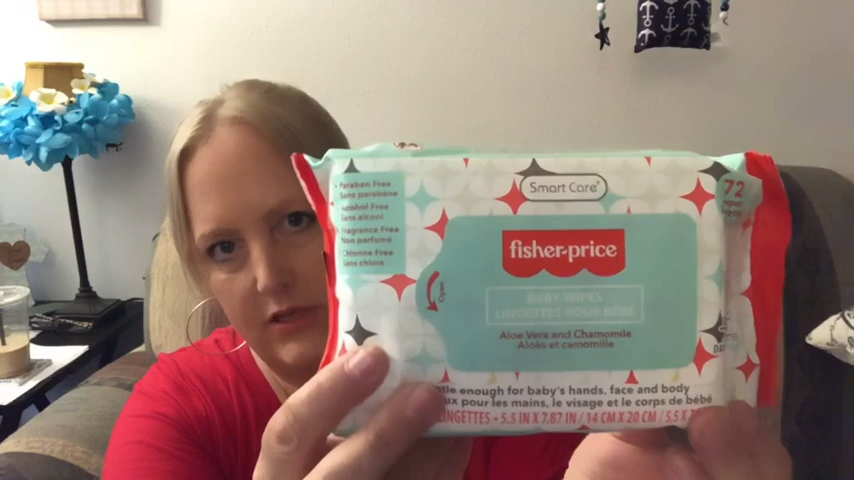 Smart Care®
72
Paraben Free
Sans parabène
Alcohol Free
Sans alcool
Fragrance Free
Non parfumé
Chlorine Free
Sans chlore
fisher-price
Open
BABY WIPES
LINGETTES POUR BÉBÉ
Aloe Vera and Chamomile
Aloès et camomille
enough for baby's hands, face and body
pour les mains, le visage et le corps de bébé
LINGETTES • 5.5 IN X 7.87 IN / 14 CM X 20 CM / 5.5 X